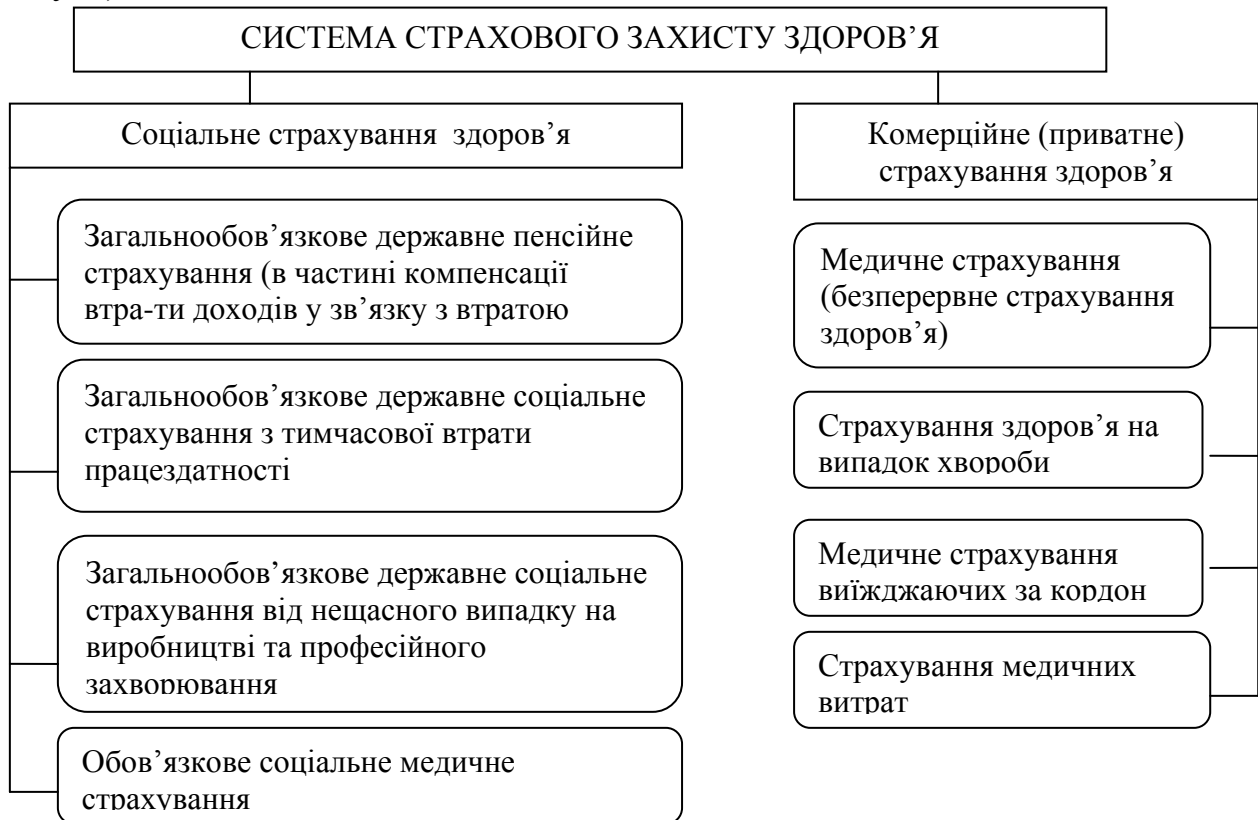 СИСТЕМА СТРАХОВОГО ЗАХИСТУ ЗДОРОВ’Я
Соціальне страхування здоров’я
Загальнообов’язкове державне пенсійне
страхування (в частині компенсації
втра-ти доходів у зв’язку з втратою
Загальнообов’язкове державне соціальне
страхування з тимчасової втрати
працездатності
Загальнообов’язкове державне соціальне
страхування від нещасного випадку на
виробництві та професійного
захворювання
Обов’язкове соціальне медичне
страхування
Комерційне (приватне)
страхування здоров’я
Медичне страхування
(безперервне страхування
здоров’я)
Страхування здоров’я на
випадок хвороби
Медичне страхування
виїжджаючих за кордон
Страхування медичних
витрат